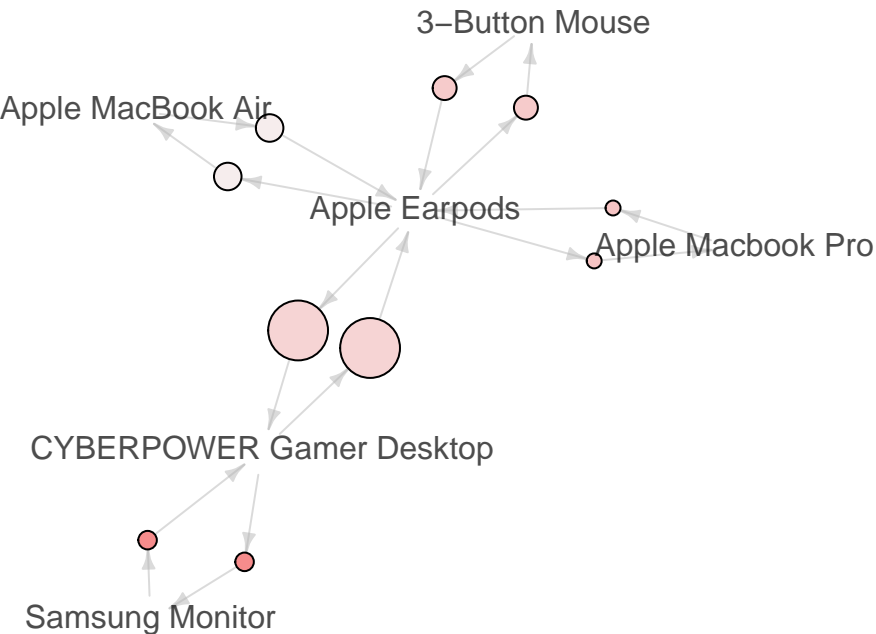 3−Button Mouse
Apple MacBook Air
Apple Earpods
Apple Macbook Pro
CYBERPOWER Gamer Desktop
Samsung Monitor